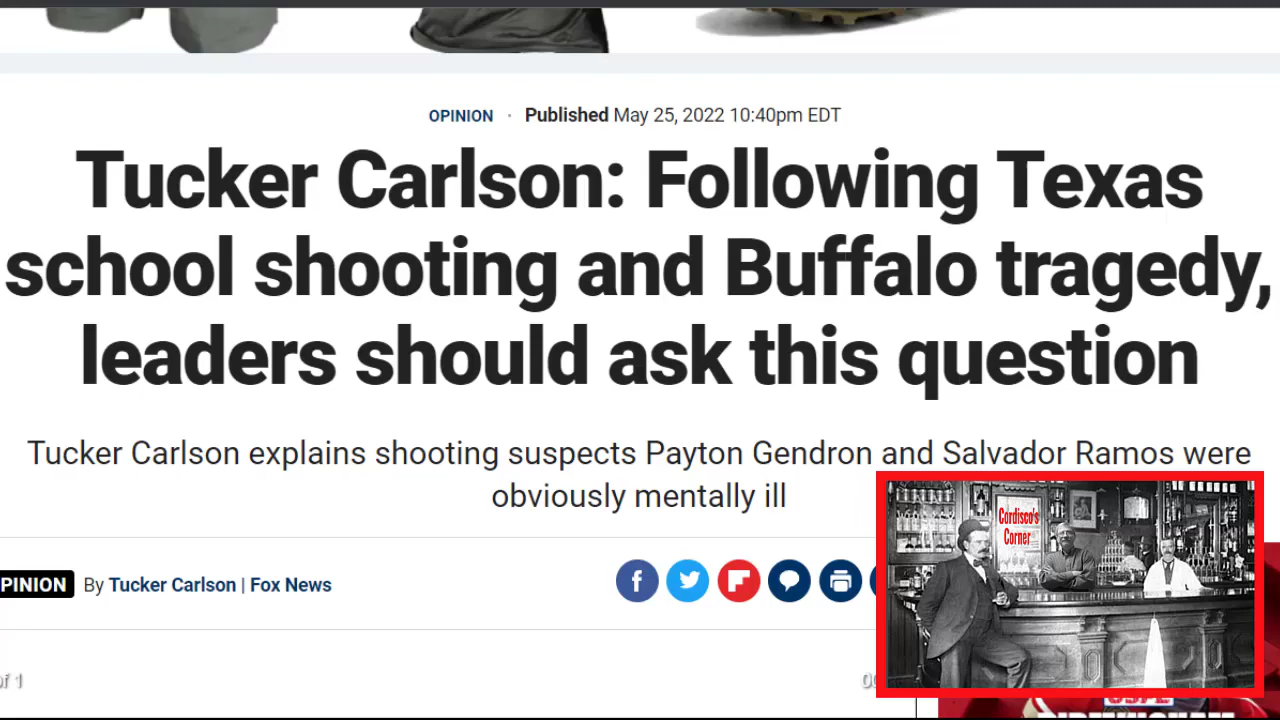 OPINION · Published May 25, 2022 10:40pm EDT
Tucker Carlson: Following Texas
school shooting and Buffalo tragedy,
leaders should ask this question
Tucker Carlson explains shooting suspects Payton Gendron and Salvador Ramos were
obviously mentally ill
Cordisco's
Corner
PINION By Tucker Carlson | Fox News
of 1